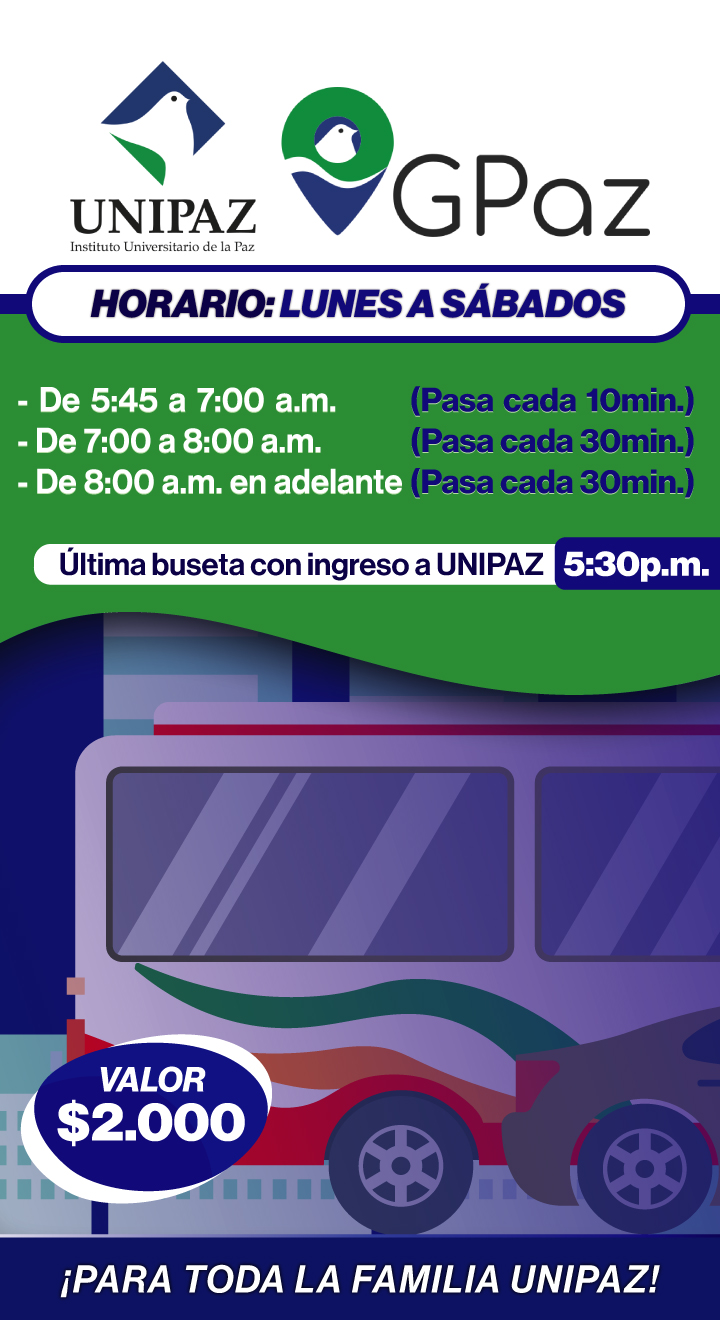 UNIPAZ
Instituto Universitario de la Paz
GPaz
HORARIO: LUNES A SÁBADOS
- De 5:45 a 7:00 a.m. (Pasa cada 10min.)
- De 7:00 a 8:00 a.m. (Pasa cada 30min.)
- De 8:00 a.m. en adelante (Pasa cada 30min.)
Última buseta con ingreso a UNIPAZ 5:30p.m.
VALOR
$2.000
¡PARA TODA LA FAMILIA UNIPAZ!